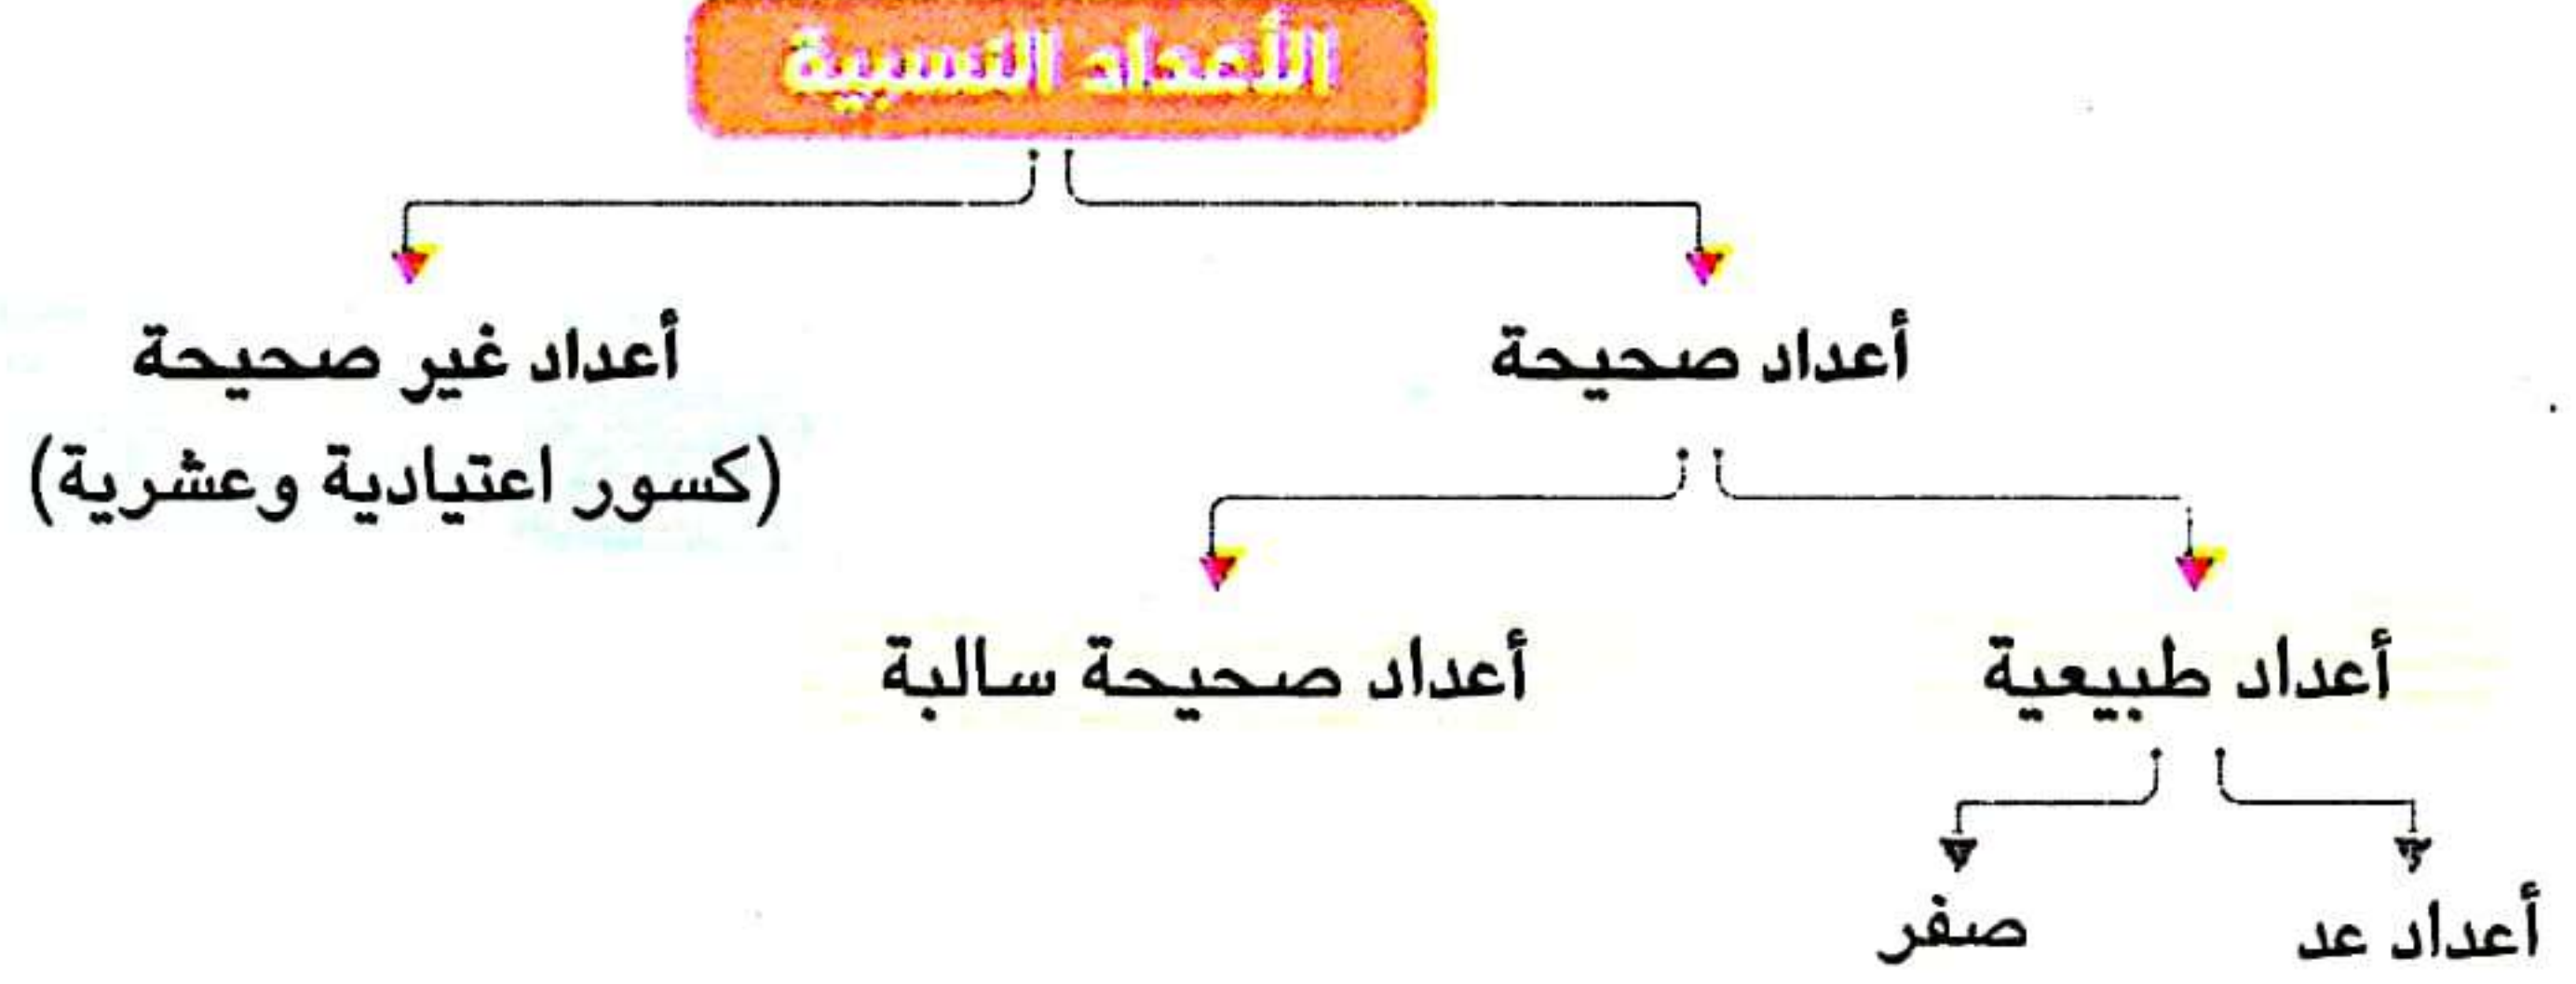 الأعداد النسبية
أعداد صحيحة
أعداد غير صحيحة
(كسور اعتيادية وعشرية)
أعداد طبيعية
أعداد صحيحة سالبة
أعداد عد
صفر